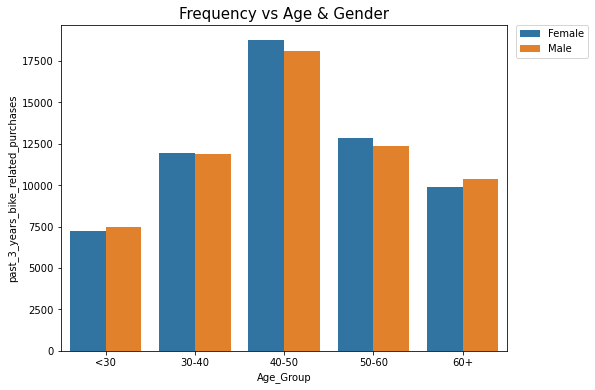 Frequency vs Age & Gender
Female
Male
past_3_years_bike_related_purchases
17500
15000
12500
10000
7500
5000
2500
0
<30
30-40
40-50
50-60
60+
Age_Group